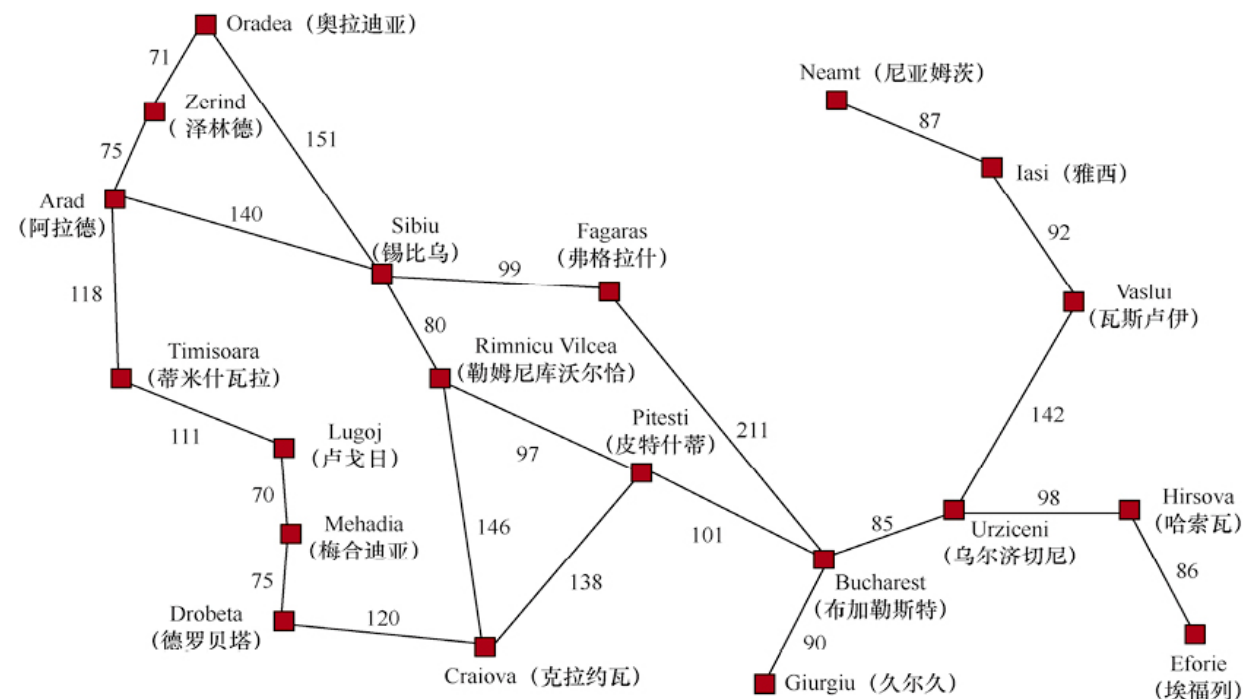 Oradea（奥拉迪亚）
71
Neamt（尼亚姆茨）
Zerind
（ 泽林德）
87
151
75
Iasi（雅西）
Arad
（阿拉德）
140
Sibiu
（锡比乌）
Fagaras
（弗格拉什）
92
99
118
Vaslui
（瓦斯卢伊）
80
Timisoara
（蒂米什瓦拉）
Rimnicu Vilcea
（勒姆尼库沃尔恰）
Pitesti
（皮特什蒂）
142
111
Lugoj
（卢戈日）
97
211
70
Mehadia
（梅合迪亚）
146
101
85
98
Hirsova
（哈索瓦）
Urziceni
（乌尔济切尼）
75
138
86
Bucharest
（布加勒斯特）
Drobeta
（德罗贝塔）
120
90
Craiova（克拉约瓦）
Giurgiu（久尔久）
Eforie
（埃福列）